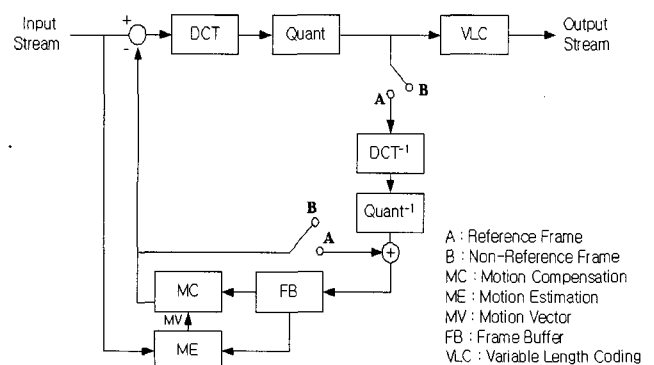 Input
Stream
+
-
DCT
Quant
VLC
Output
Stream
A
B
DCT⁻¹
Quant⁻¹
B
A
+
MC
FB
MV
ME
A : Reference Frame
B : Non-Reference Frame
MC : Motion Compensation
ME : Motion Estimation
MV : Motion Vector
FB : Frame Buffer
VLC : Variable Length Coding